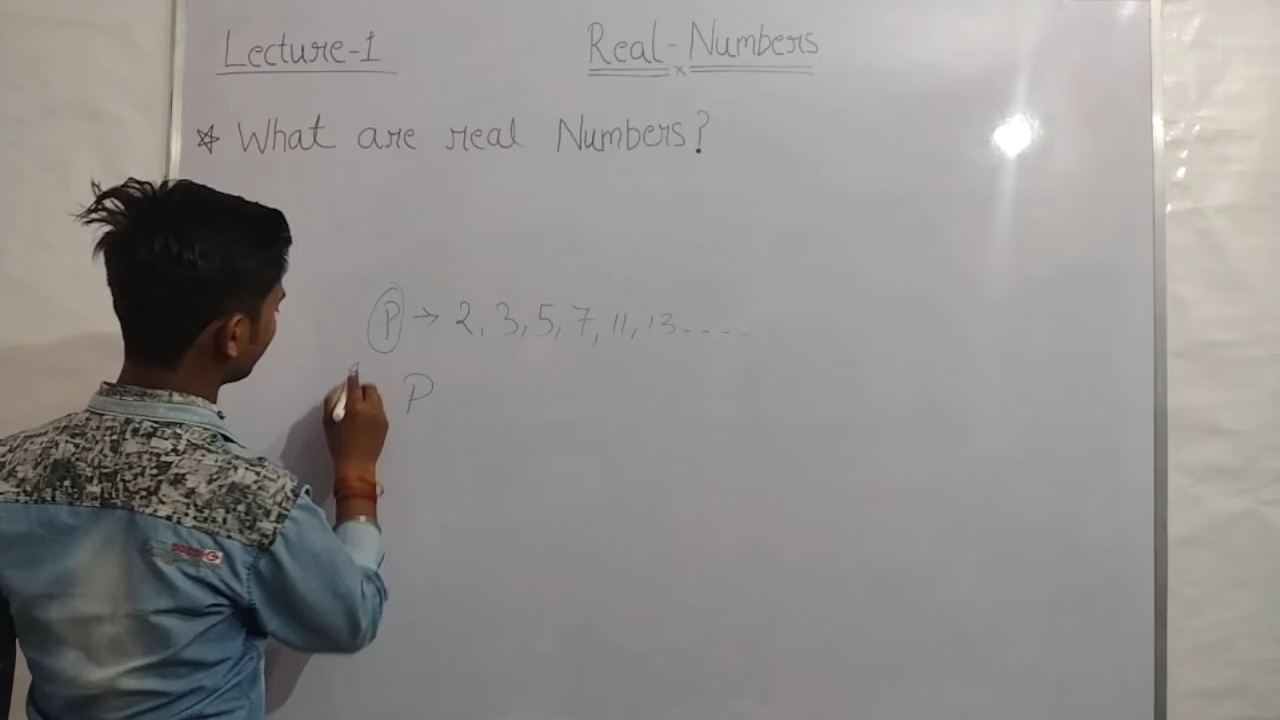 Lecture-1
Real-Numbers
What are real Numbers?
P → 2, 3, 5, 7, 11, 13----
P